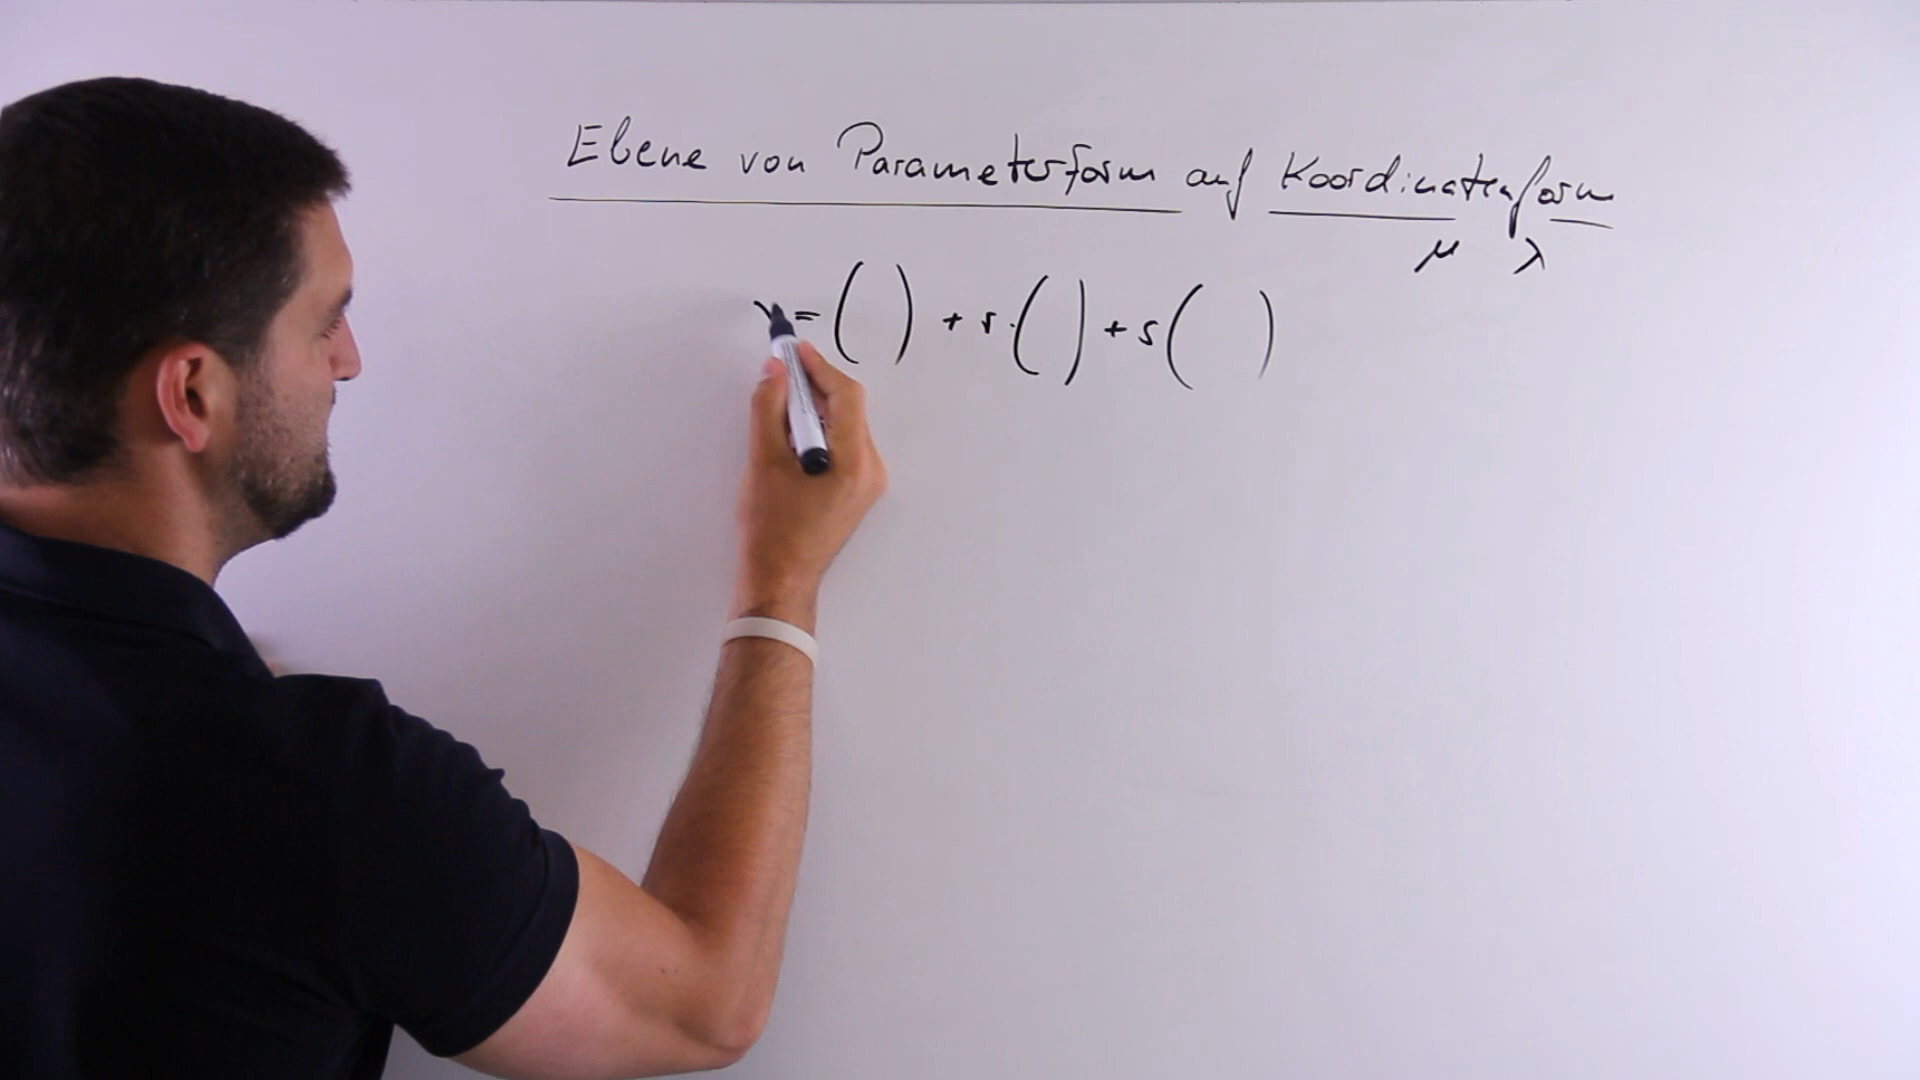 Ebene von Parameterform auf Koordinatenform
μ λ
x = ( ) + r · ( ) + s ( )